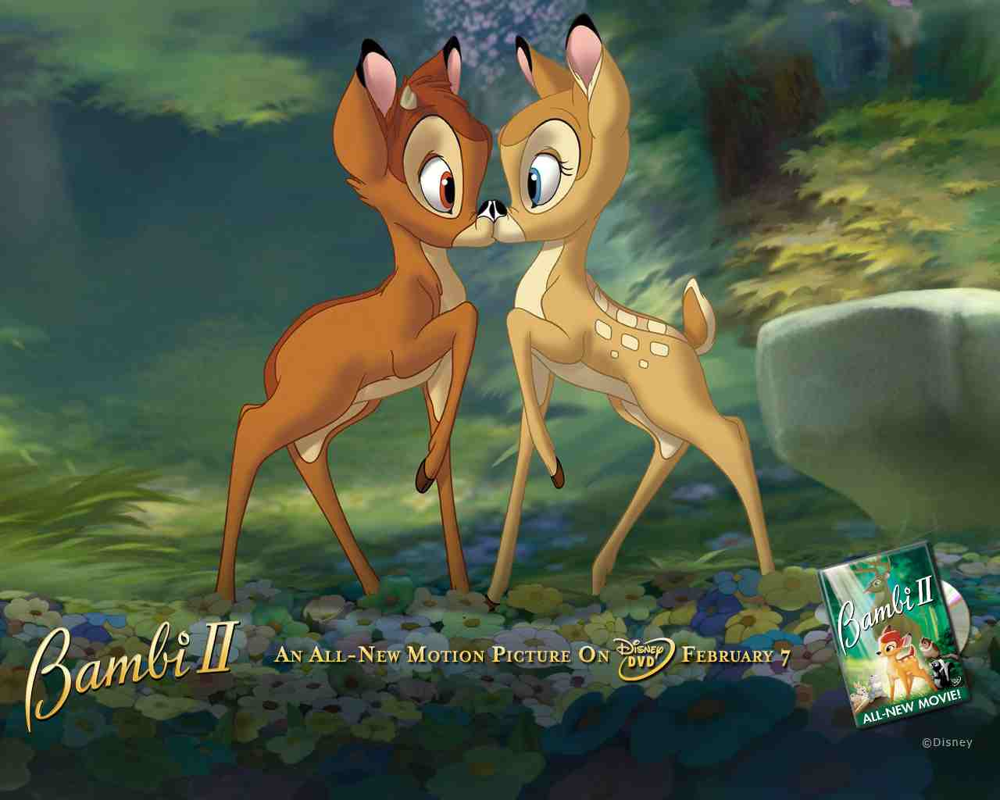 Bambi II
AN ALL-NEW MOTION PICTURE ON DISNEY DVD FEBRUARY 7
Bambi II
ALL-NEW MOVIE!
©Disney